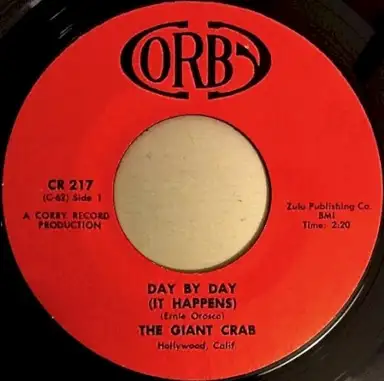 CORBY
CR 217
(C-62) Side 1
A CORBY RECORD
PRODUCTION
Zulu Publishing Co.
BMI
Time: 2:20
DAY BY DAY
(IT HAPPENS)
(Ernie Orosco)
THE GIANT CRAB
Hollywood, Calif.